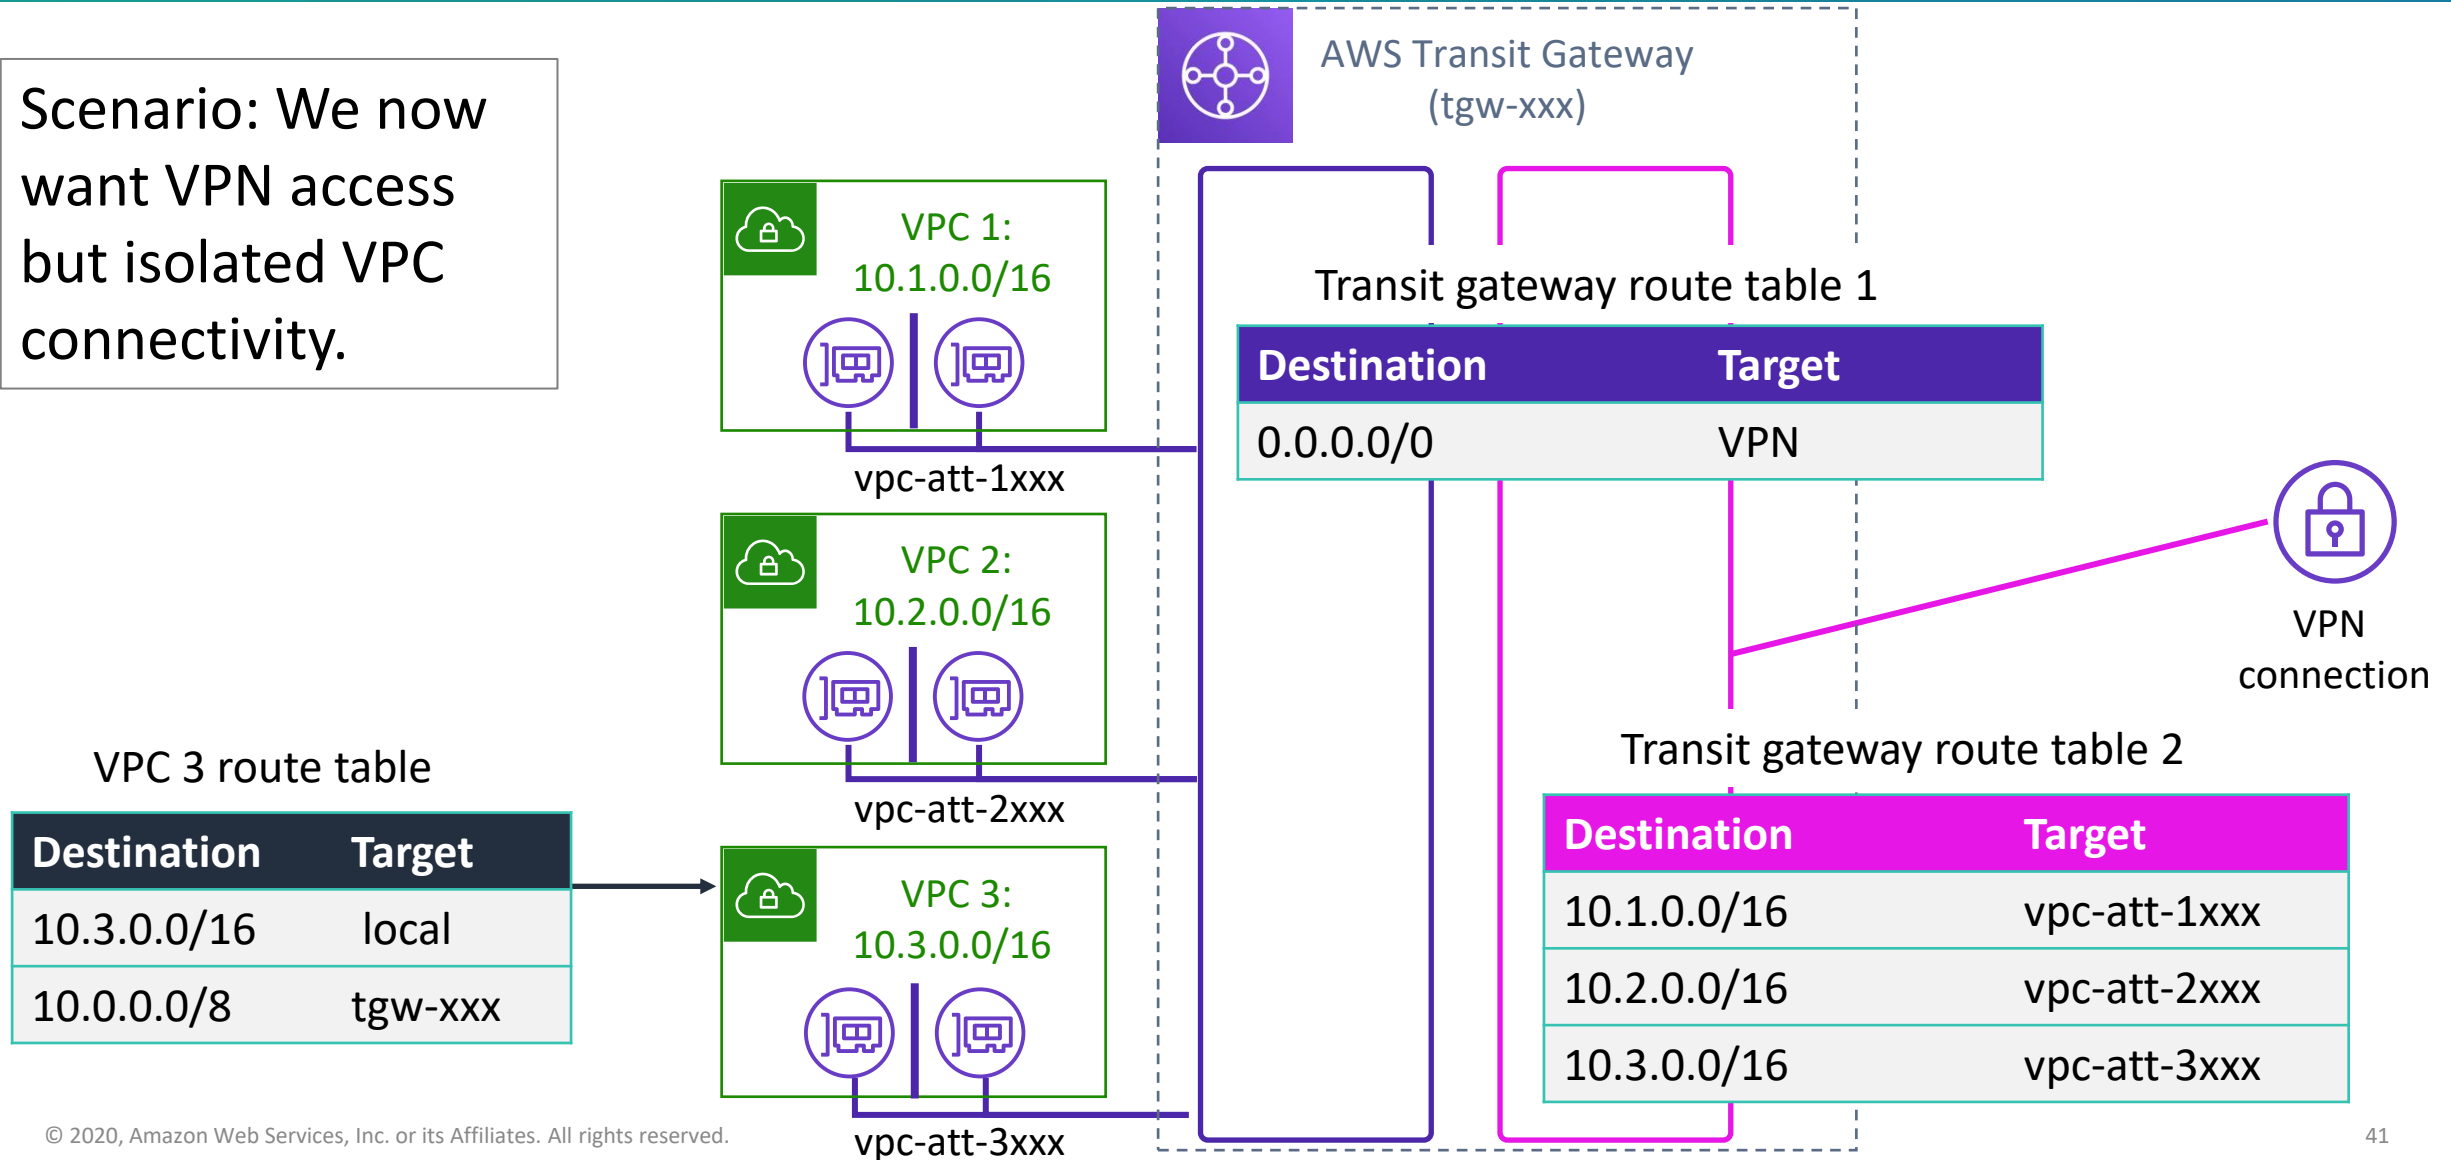 Scenario: We now
want VPN access
but isolated VPC
connectivity.
AWS Transit Gateway
(tgw-xxx)
VPC 1:
10.1.0.0/16
vpc-att-1xxx
Transit gateway route table 1
Destination Target
0.0.0.0/0 VPN
VPC 2:
10.2.0.0/16
vpc-att-2xxx
VPN
connection
VPC 3 route table
Destination Target
10.3.0.0/16 local
10.0.0.0/8 tgw-xxx
VPC 3:
10.3.0.0/16
vpc-att-3xxx
Transit gateway route table 2
Destination Target
10.1.0.0/16 vpc-att-1xxx
10.2.0.0/16 vpc-att-2xxx
10.3.0.0/16 vpc-att-3xxx
© 2020, Amazon Web Services, Inc. or its Affiliates. All rights reserved.
41